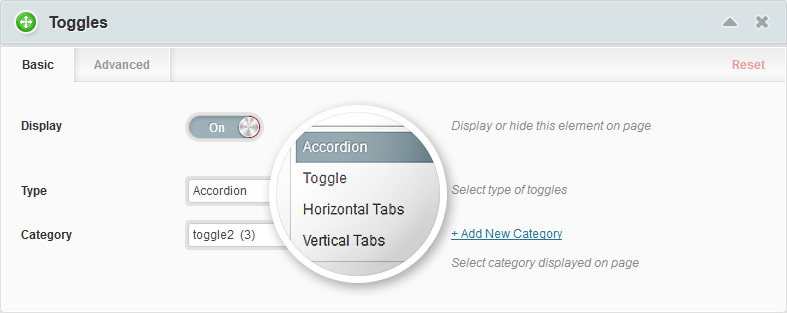 Toggles
Basic Advanced Reset
Display On Display or hide this element on page
Type Accordion Select type of toggles
Category toggle2 (3) + Add New Category
Select category displayed on page
Accordion
Toggle
Horizontal Tabs
Vertical Tabs